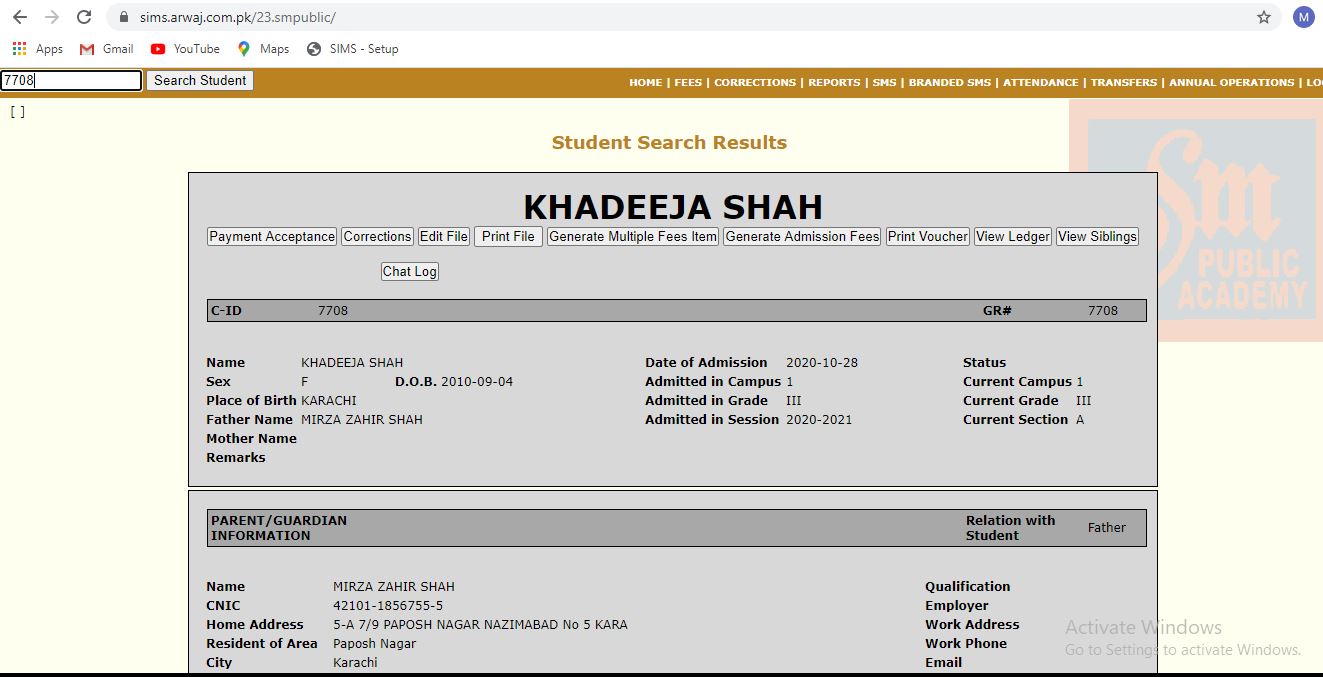 sims.arwaj.com.pk/23.smpublic/
M
Apps Gmail YouTube Maps SIMS - Setup
7708 Search Student HOME | FEES | CORRECTIONS | REPORTS | SMS | BRANDED SMS | ATTENDANCE | TRANSFERS | ANNUAL OPERATIONS | LO
[ ]
Student Search Results
Sm PUBLIC ACADEMY
KHADEEJA SHAH
Payment Acceptance Corrections Edit File Print File Generate Multiple Fees Item Generate Admission Fees Print Voucher View Ledger View Siblings
Chat Log
C-ID 7708 GR# 7708
Name KHADEEJA SHAH Date of Admission 2020-10-28 Status
Sex F D.O.B. 2010-09-04 Admitted in Campus 1 Current Campus 1
Place of Birth KARACHI Admitted in Grade III Current Grade III
Father Name MIRZA ZAHIR SHAH Admitted in Session 2020-2021 Current Section A
Mother Name
Remarks
PARENT/GUARDIAN INFORMATION Relation with Student Father
Name MIRZA ZAHIR SHAH Qualification
CNIC 42101-1856755-5 Employer
Home Address 5-A 7/9 PAPOSH NAGAR NAZIMABAD No 5 KARA Work Address
Resident of Area Paposh Nagar Work Phone
City Karachi Email
Activate Windows
Go to Settings to activate Windows.